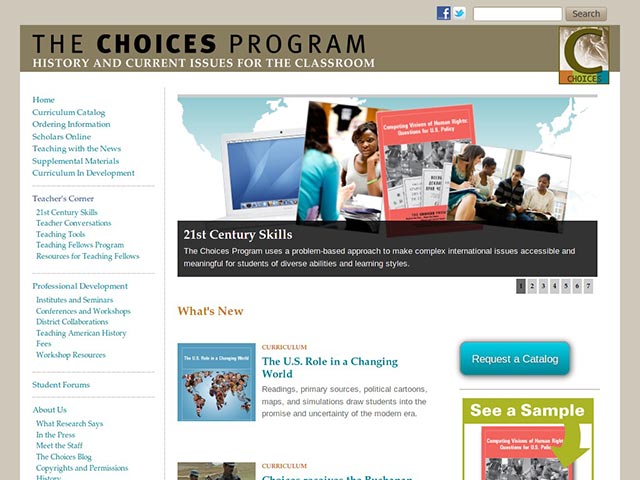 Search
THE CHOICES PROGRAM
HISTORY AND CURRENT ISSUES FOR THE CLASSROOM
C
CHOICES
Home
Curriculum Catalog
Ordering Information
Scholars Online
Teaching with the News
Supplemental Materials
Curriculum In Development
Teacher's Corner
21st Century Skills
Teacher Conversations
Teaching Tools
Teaching Fellows Program
Resources for Teaching Fellows
Professional Development
Institutes and Seminars
Conferences and Workshops
District Collaborations
Teaching American History
Fees
Workshop Resources
Student Forums
About Us
What Research Says
In the Press
Meet the Staff
The Choices Blog
Copyrights and Permissions
History
Competing Visions of Human Rights:
Questions for U.S. Policy
21st Century Skills
The Choices Program uses a problem-based approach to make complex international issues accessible and
meaningful for students of diverse abilities and learning styles.
1 2 3 4 5 6 7
What's New
The U.S. Role in a Changing World
CURRICULUM
The U.S. Role in a Changing
World
Readings, primary sources, political cartoons,
maps, and simulations draw students into the
promise and uncertainty of the modern era.
CURRICULUM
Choices receives the Buchanan
Request a Catalog
See a Sample
Competing Visions of Human Rights:
Questions for U.S. Policy